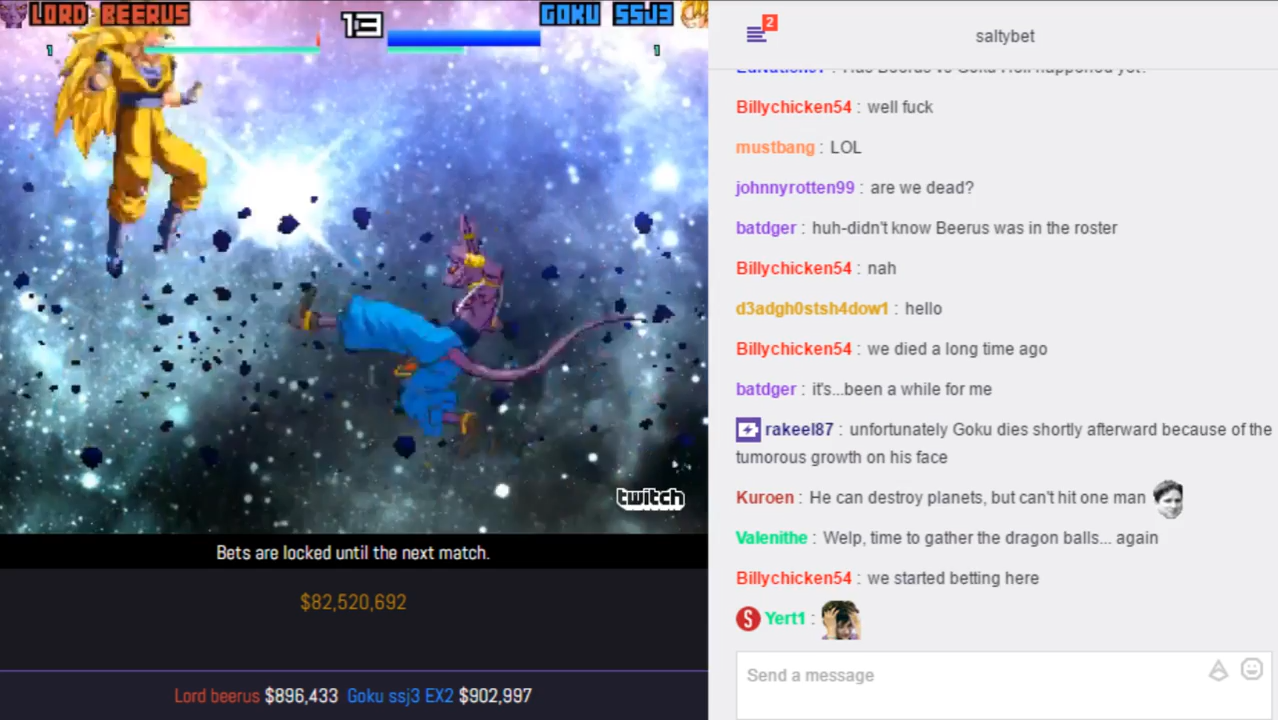 LORD BEERUS
13
GOKU SSJ3
1
1
twitch
Bets are locked until the next match.
$82,520,692
Lord beerus $896,433 Goku ssj3 EX2 $902,997
2
saltybet
Billychicken54 : well fuck
mustbang : LOL
johnnyrotten99 : are we dead?
batdger : huh-didn't know Beerus was in the roster
Billychicken54 : nah
d3adgh0stsh4dow1 : hello
Billychicken54 : we died a long time ago
batdger : it's...been a while for me
rakeel87 : unfortunately Goku dies shortly afterward because of the
tumorous growth on his face
Kuroen : He can destroy planets, but can't hit one man
Valenithe : Welp, time to gather the dragon balls... again
Billychicken54 : we started betting here
S Yert1 :
Send a message